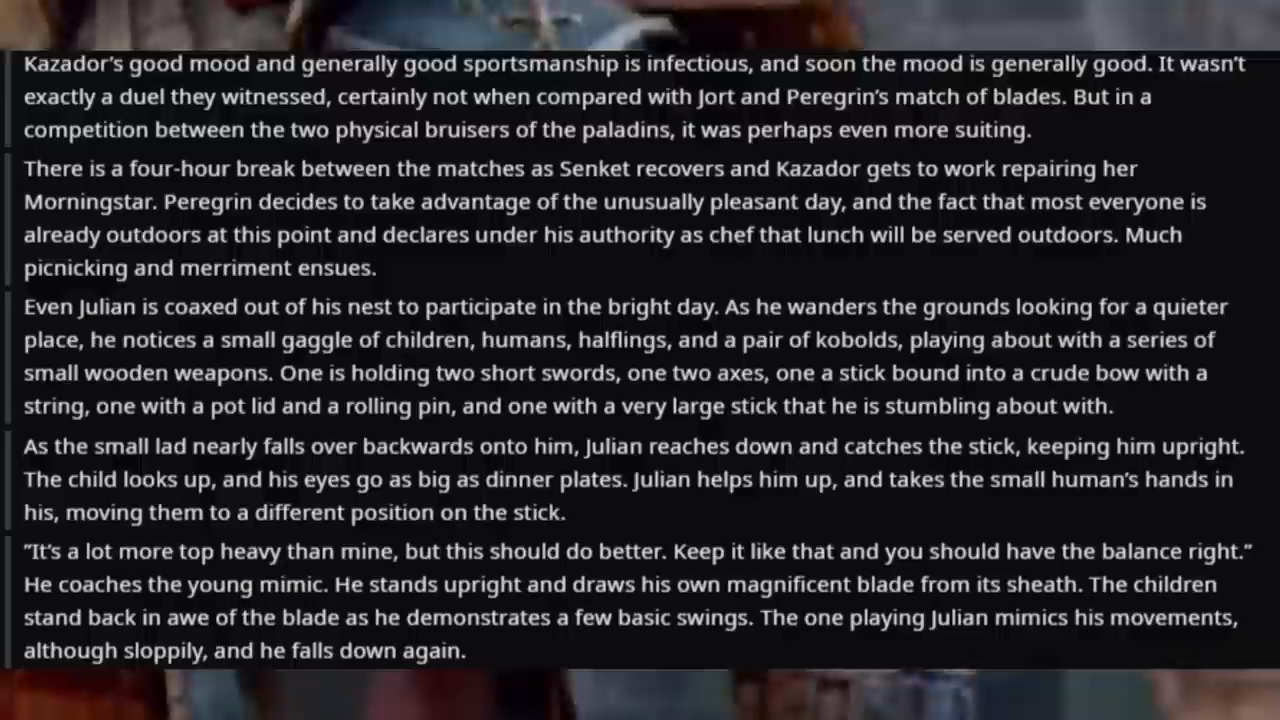 Kazador’s good mood and generally good sportsmanship is infectious, and soon the mood is generally good. It wasn’t
exactly a duel they witnessed, certainly not when compared with Jort and Peregrin’s match of blades. But in a
competition between the two physical bruisers of the paladins, it was perhaps even more suiting.
There is a four-hour break between the matches as Senket recovers and Kazador gets to work repairing her
Morningstar. Peregrin decides to take advantage of the unusually pleasant day, and the fact that most everyone is
already outdoors at this point and declares under his authority as chef that lunch will be served outdoors. Much
picnicking and merriment ensues.
Even Julian is coaxed out of his nest to participate in the bright day. As he wanders the grounds looking for a quieter
place, he notices a small gaggle of children, humans, halflings, and a pair of kobolds, playing about with a series of
small wooden weapons. One is holding two short swords, one two axes, one a stick bound into a crude bow with a
string, one with a pot lid and a rolling pin, and one with a very large stick that he is stumbling about with.
As the small lad nearly falls over backwards onto him, Julian reaches down and catches the stick, keeping him upright.
The child looks up, and his eyes go as big as dinner plates. Julian helps him up, and takes the small human’s hands in
his, moving them to a different position on the stick.
“It’s a lot more top heavy than mine, but this should do better. Keep it like that and you should have the balance right.”
He coaches the young mimic. He stands upright and draws his own magnificent blade from its sheath. The children
stand back in awe of the blade as he demonstrates a few basic swings. The one playing Julian mimics his movements,
although sloppily, and he falls down again.